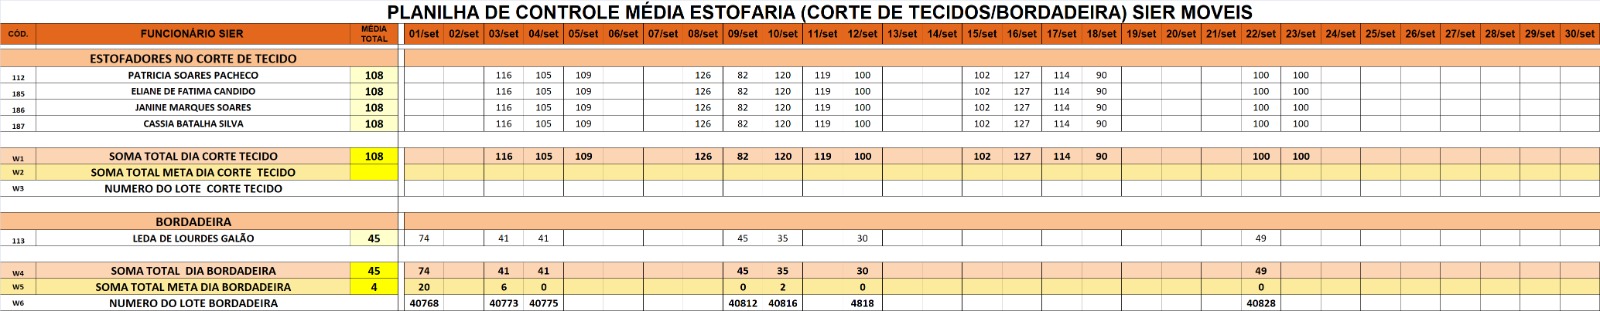 PLANILHA DE CONTROLE MÉDIA ESTOFARIA (CORTE DE TECIDOS/BORDADEIRA) SIER MOVEIS
CÓD. FUNCIONÁRIO SIER MÉDIA TOTAL 01/set 02/set 03/set 04/set 05/set 06/set 07/set 08/set 09/set 10/set 11/set 12/set 13/set 14/set 15/set 16/set 17/set 18/set 19/set 20/set 21/set 22/set 23/set 24/set 25/set 26/set 27/set 28/set 29/set 30/set
ESTOFADORES NO CORTE DE TECIDO
112 PATRICIA SOARES PACHECO 108 116 105 109 126 82 120 119 100 102 127 114 90 100 100
185 ELIANE DE FATIMA CANDIDO 108 116 105 109 126 82 120 119 100 102 127 114 90 100 100
186 JANINE MARQUES SOARES 108 116 105 109 126 82 120 119 100 102 127 114 90 100 100
187 CASSIA BATALHA SILVA 108 116 105 109 126 82 120 119 100 102 127 114 90 100 100
W1 SOMA TOTAL DIA CORTE TECIDO 108 116 105 109 126 82 120 119 100 102 127 114 90 100 100
W2 SOMA TOTAL META DIA CORTE TECIDO
W3 NUMERO DO LOTE CORTE TECIDO
BORDADEIRA
113 LEDA DE LOURDES GALÃO 45 74 41 41 45 35 30 49
W4 SOMA TOTAL DIA BORDADEIRA 45 74 41 41 45 35 30 49
W5 SOMA TOTAL META DIA BORDADEIRA 4 20 6 0 0 2 0 0
W6 NUMERO DO LOTE BORDADEIRA 40768 40773 40775 40812 40816 4818 40828